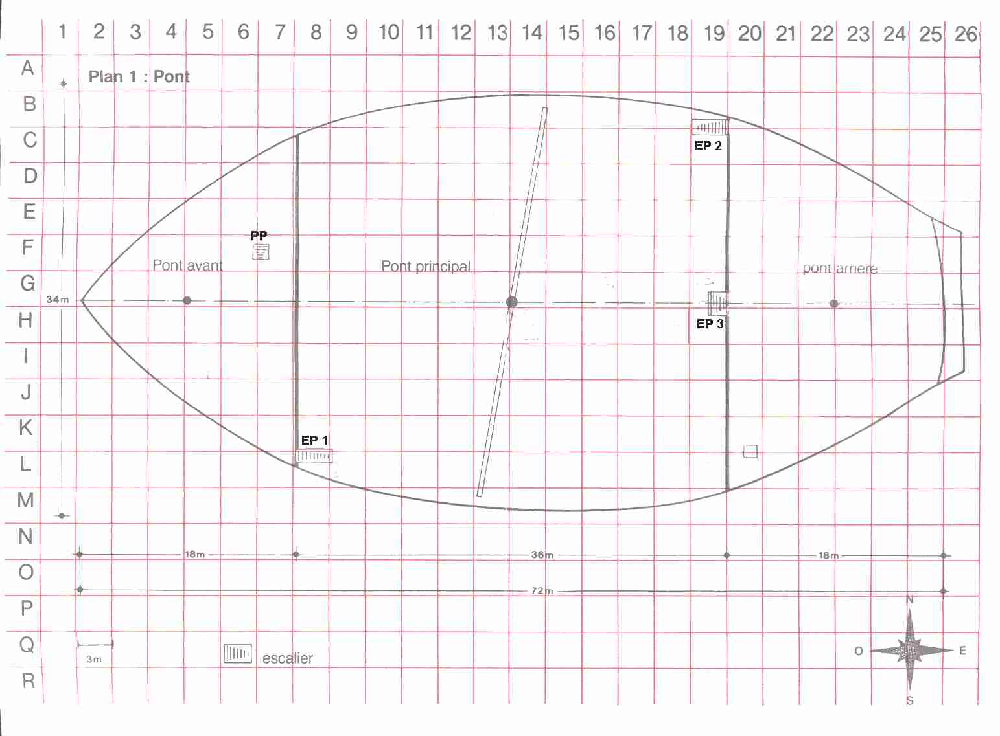 1 2 3 4 5 6 7 8 9 10 11 12 13 14 15 16 17 18 19 20 21 22 23 24 25 26
A
Plan 1 : Pont
B
C
EP 2
D
E
PP
F
Pont avant Pont principal pont arriere
G
34m
H
EP 3
I
J
K
EP 1
L
M
N
18m 36m 18m
O
72m
P
N
Q
O E
3m
escalier
R
S